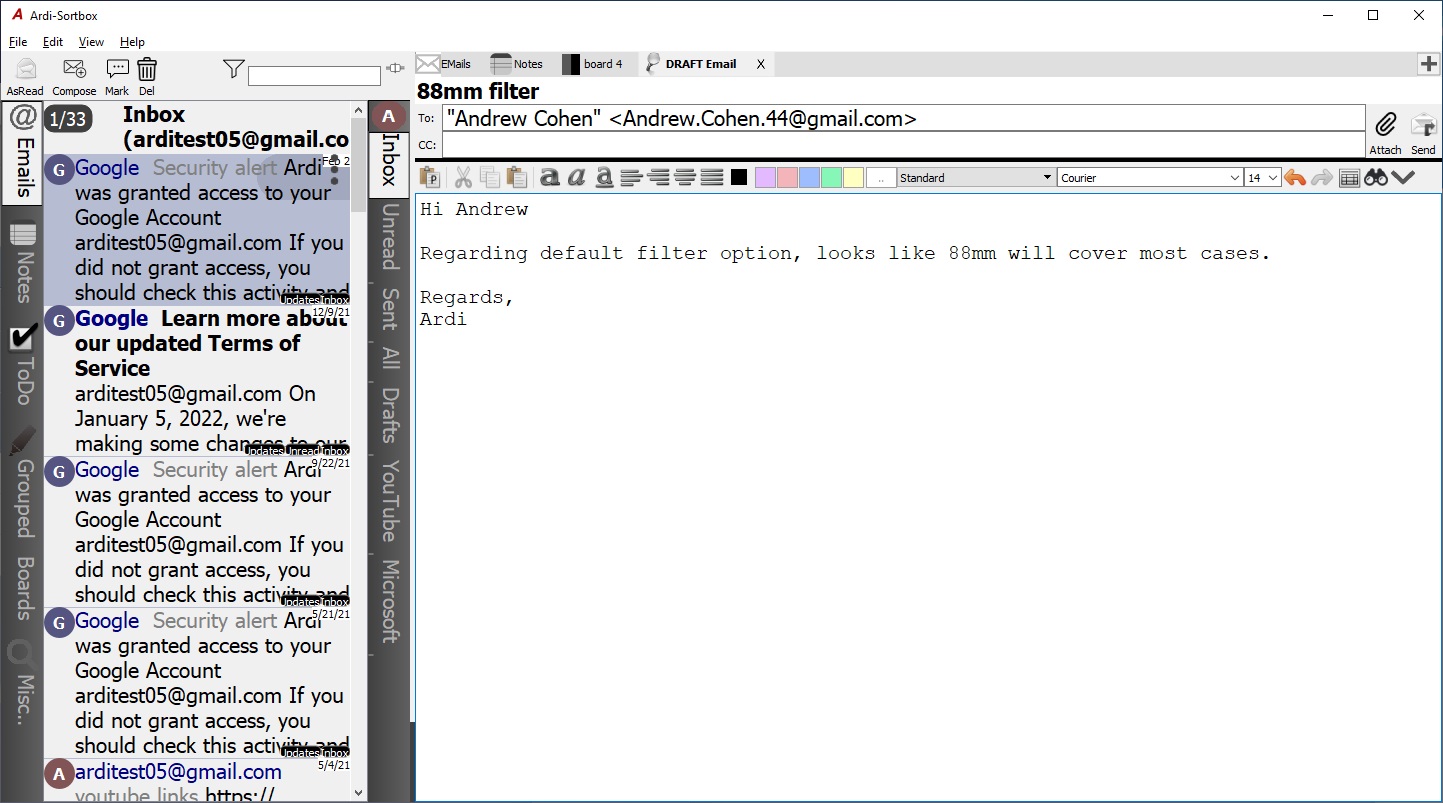 Ardi-Sortbox
File Edit View Help
AsRead Compose Mark Del
EMails Notes board 4 DRAFT Email X
88mm filter
To: "Andrew Cohen" <Andrew.Cohen.44@gmail.com>
CC:
Attach Send
Standard Courier 14
Hi Andrew
Regarding default filter option, looks like 88mm will cover most cases.
Regards,
Ardi
@ Emails
Notes
ToDo
Grouped
Boards
Misc..
1/33 Inbox
(arditest05@gmail.co
G Google Security alert Ardi Feb 2
was granted access to your
Google Account
arditest05@gmail.com If you
did not grant access, you
should check this activity and
Updates Inbox
12/9/21
G Google Learn more about
our updated Terms of
Service
arditest05@gmail.com On
January 5, 2022, we're
making some changes to our
Updates Unread Inbox
9/22/21
G Google Security alert Ardi
was granted access to your
Google Account
arditest05@gmail.com If you
did not grant access, you
should check this activity and
Updates Inbox
5/21/21
G Google Security alert Ardi
was granted access to your
Google Account
arditest05@gmail.com If you
did not grant access, you
should check this activity and
Updates Inbox
5/4/21
A arditest05@gmail.com
youtube links https://
A
Inbox
Unread
Sent
All
Drafts
YouTube
Microsoft